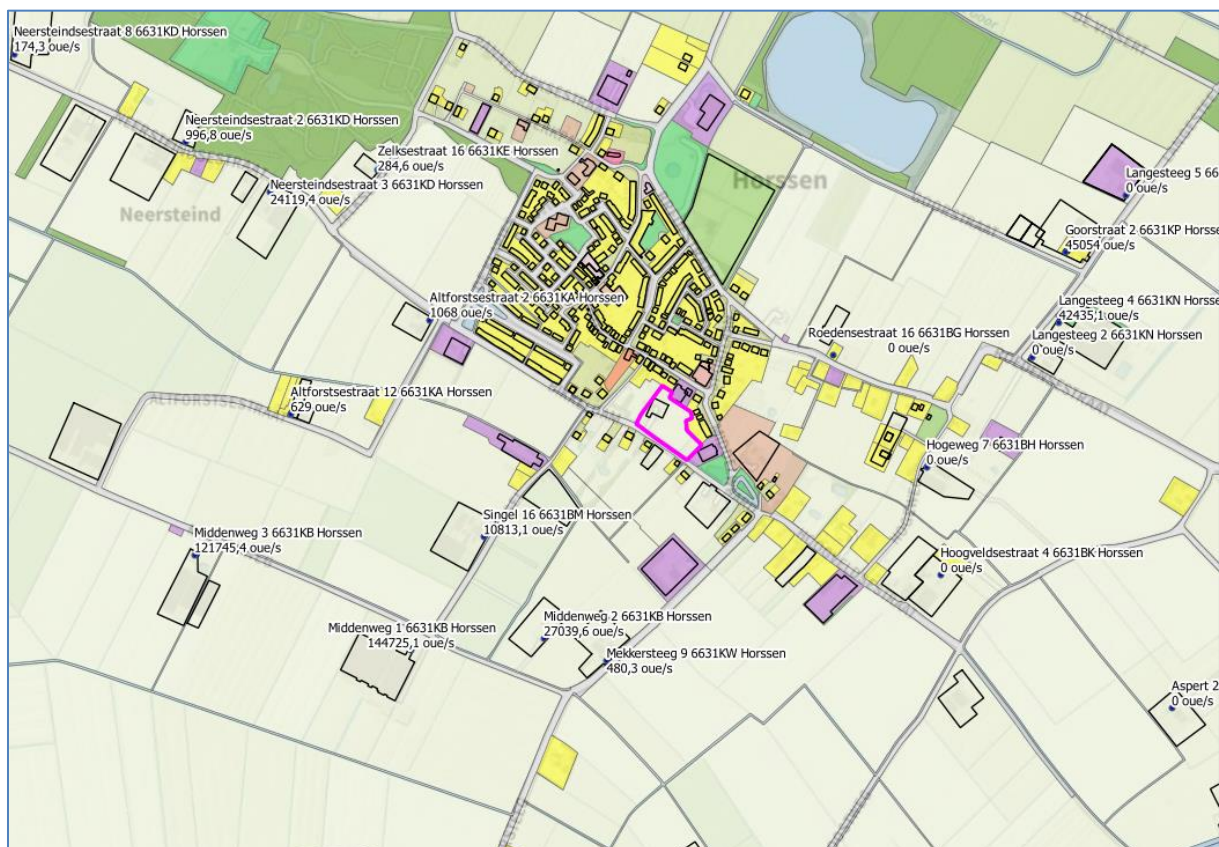 Neersteindsestraat 8 6631KD Horssen
174,3 oue/s
Neersteindsestraat 2 6631KD Horssen
996,8 oue/s
Zelksestraat 16 6631KE Horssen
284,6 oue/s
Neersteindsestraat 3 6631KD Horssen
24119,4 oue/s
Neersteind
Horssen
Langesteeg 5 66
0 oue/s
Goorstraat 2 6631KP Horsse
45054 oue/s
Altforstsestraat 2 6631KA Horssen
1068 oue/s
Langesteeg 4 6631KN Horsse
42435,1 oue/s
Roedensestraat 16 6631BG Horssen
0 oue/s
Langesteeg 2 6631KN Horssen
0 oue/s
Altforstsestraat 12 6631KA Horssen
629 oue/s
ALTFORSTSESTRAAT
Hogeweg 7 6631BH Horssen
0 oue/s
Singel 16 6631BM Horssen
10813,1 oue/s
Middenweg 3 6631KB Horssen
121745,4 oue/s
Hoogveldsestraat 4 6631BK Horssen
0 oue/s
Middenweg 2 6631KB Horssen
27039,6 oue/s
Middenweg 1 6631KB Horssen
144725,1 oue/s
Mekkersteeg 9 6631KW Horssen
480,3 oue/s
Aspert 2
0 oue/s